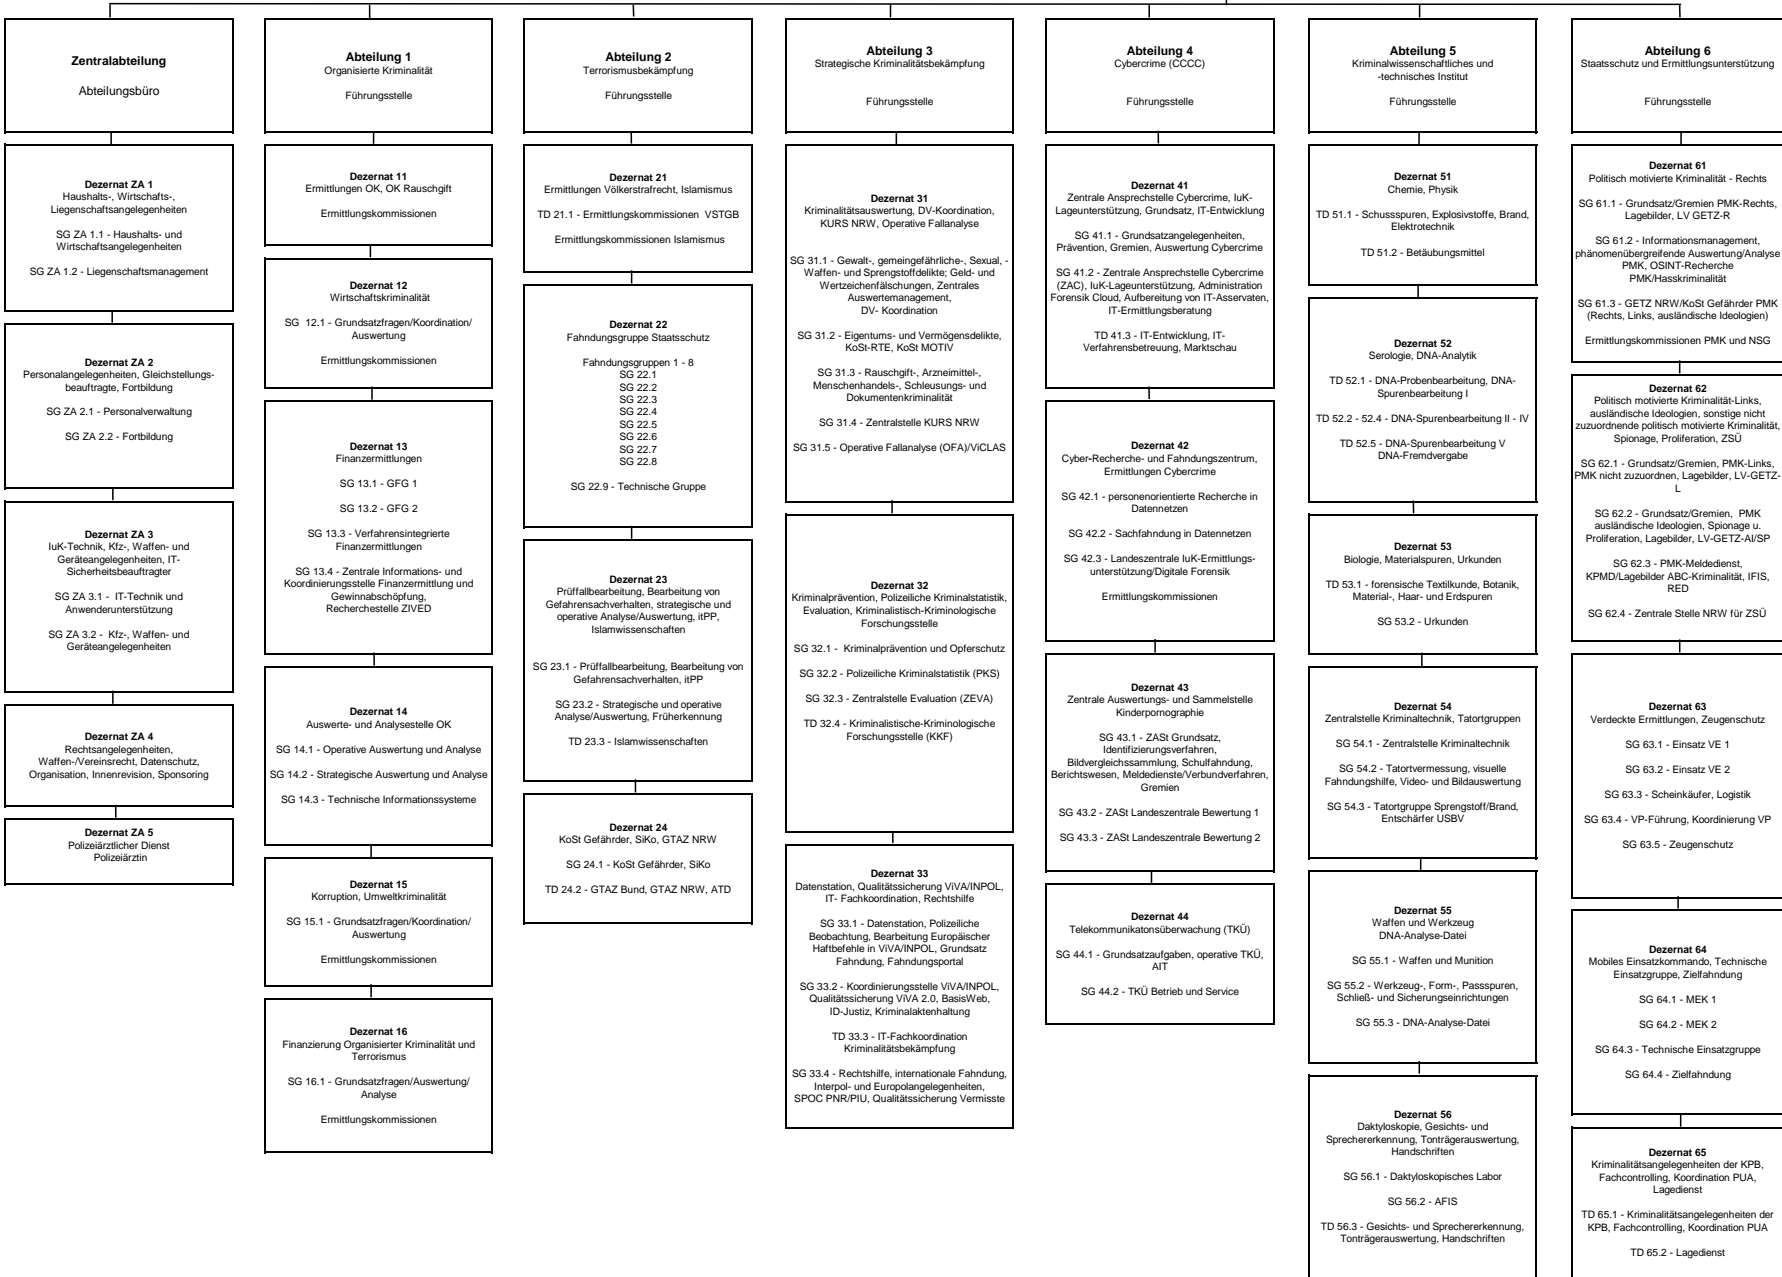 Zentralabteilung
Abteilungsbüro
Dezernat ZA 1
Haushalts-, Wirtschafts-,
Liegenschaftsangelegenheiten
SG ZA 1.1 - Haushalts- und
Wirtschaftsangelegenheiten
SG ZA 1.2 - Liegenschaftsmanagement
Dezernat ZA 2
Personalangelegenheiten, Gleichstellungs-
beauftragte, Fortbildung
SG ZA 2.1 - Personalverwaltung
SG ZA 2.2 - Fortbildung
Dezernat ZA 3
IuK-Technik, Kfz-, Waffen- und
Geräteangelegenheiten, IT-
Sicherheitsbeauftragter
SG ZA 3.1 - IT-Technik und
Anwenderunterstützung
SG ZA 3.2 - Kfz-, Waffen- und
Geräteangelegenheiten
Dezernat ZA 4
Rechtsangelegenheiten,
Waffen-/Vereinsrecht, Datenschutz,
Organisation, Innenrevision, Sponsoring
Dezernat ZA 5
Polizeiärztlicher Dienst
Polizeiärztin
Abteilung 1
Organisierte Kriminalität
Führungsstelle
Dezernat 11
Ermittlungen OK, OK Rauschgift
Ermittlungskommissionen
Dezernat 12
Wirtschaftskriminalität
SG 12.1 - Grundsatzfragen/Koordination/
Auswertung
Ermittlungskommissionen
Dezernat 13
Finanzermittlungen
SG 13.1 - GFG 1
SG 13.2 - GFG 2
SG 13.3 - Verfahrensintegrierte
Finanzermittlungen
SG 13.4 - Zentrale Informations- und
Koordinierungsstelle Finanzermittlung und
Gewinnabschöpfung,
Recherchestelle ZIVED
Dezernat 14
Auswerte- und Analysestelle OK
SG 14.1 - Operative Auswertung und Analyse
SG 14.2 - Strategische Auswertung und Analyse
SG 14.3 - Technische Informationssysteme
Dezernat 15
Korruption, Umweltkriminalität
SG 15.1 - Grundsatzfragen/Koordination/
Auswertung
Ermittlungskommissionen
Dezernat 16
Finanzierung Organisierter Kriminalität und
Terrorismus
SG 16.1 - Grundsatzfragen/Auswertung/
Analyse
Ermittlungskommissionen
Abteilung 2
Terrorismusbekämpfung
Führungsstelle
Dezernat 21
Ermittlungen Völkerstrafrecht, Islamismus
TD 21.1 - Ermittlungskommissionen VSTGB
Ermittlungskommissionen Islamismus
Dezernat 22
Fahndungsgruppe Staatsschutz
Fahndungsgruppen 1 - 8
SG 22.1
SG 22.2
SG 22.3
SG 22.4
SG 22.5
SG 22.6
SG 22.7
SG 22.8
SG 22.9 - Technische Gruppe
Dezernat 23
Prüffallbearbeitung, Bearbeitung von
Gefahrensachverhalten, strategische und
operative Analyse/Auswertung, itPP,
Islamwissenschaften
SG 23.1 - Prüffallbearbeitung, Bearbeitung von
Gefahrensachverhalten, itPP
SG 23.2 - Strategische und operative
Analyse/Auswertung, Früherkennung
TD 23.3 - Islamwissenschaften
Dezernat 24
KoSt Gefährder, SiKo, GTAZ NRW
SG 24.1 - KoSt Gefährder, SiKo
TD 24.2 - GTAZ Bund, GTAZ NRW, ATD
Abteilung 3
Strategische Kriminalitätsbekämpfung
Führungsstelle
Dezernat 31
Kriminalitätsauswertung, DV-Koordination,
KURS NRW, Operative Fallanalyse
SG 31.1 - Gewalt-, gemeingefährliche-, Sexual, -
Waffen- und Sprengstoffdelikte; Geld- und
Wertzeichenfälschungen, Zentrales
Auswertemanagement,
DV- Koordination
SG 31.2 - Eigentums- und Vermögensdelikte,
KoSt-RTE, KoSt MOTIV
SG 31.3 - Rauschgift-, Arzneimittel-,
Menschenhandels-, Schleusungs- und
Dokumentenkriminalität
SG 31.4 - Zentralstelle KURS NRW
SG 31.5 - Operative Fallanalyse (OFA)/ViCLAS
Dezernat 32
Kriminalprävention, Polizeiliche Kriminalstatistik,
Evaluation, Kriminalistisch-Kriminologische
Forschungsstelle
SG 32.1 - Kriminalprävention und Opferschutz
SG 32.2 - Polizeiliche Kriminalstatistik (PKS)
SG 32.3 - Zentralstelle Evaluation (ZEVA)
TD 32.4 - Kriminalistische-Kriminologische
Forschungsstelle (KKF)
Dezernat 33
Datenstation, Qualitätssicherung ViVA/INPOL,
IT- Fachkoordination, Rechtshilfe
SG 33.1 - Datenstation, Polizeiliche
Beobachtung, Bearbeitung Europäischer
Haftbefehle in ViVA/INPOL, Grundsatz
Fahndung, Fahndungsportal
SG 33.2 - Koordinierungsstelle ViVA/INPOL,
Qualitätssicherung ViVA 2.0, BasisWeb,
ID-Justiz, Kriminalaktenhaltung
TD 33.3 - IT-Fachkoordination
Kriminalitätsbekämpfung
SG 33.4 - Rechtshilfe, internationale Fahndung,
Interpol- und Europolangelegenheiten,
SPOC PNR/PIU, Qualitätssicherung Vermisste
Abteilung 4
Cybercrime (CCCC)
Führungsstelle
Dezernat 41
Zentrale Ansprechstelle Cybercrime, IuK-
Lageunterstützung, Grundsatz, IT-Entwicklung
SG 41.1 - Grundsatzangelegenheiten,
Prävention, Gremien, Auswertung Cybercrime
SG 41.2 - Zentrale Ansprechstelle Cybercrime
(ZAC), IuK-Lageunterstützung, Administration
Forensik Cloud, Aufbereitung von IT-Asservaten,
IT-Ermittlungsberatung
TD 41.3 - IT-Entwicklung, IT-
Verfahrensbetreuung, Marktschau
Dezernat 42
Cyber-Recherche- und Fahndungszentrum,
Ermittlungen Cybercrime
SG 42.1 - personenorientierte Recherche in
Datennetzen
SG 42.2 - Sachfahndung in Datennetzen
SG 42.3 - Landeszentrale IuK-Ermittlungs-
unterstützung/Digitale Forensik
Ermittlungskommissionen
Dezernat 43
Zentrale Auswertungs- und Sammelstelle
Kinderpornographie
SG 43.1 - ZASt Grundsatz,
Identifizierungsverfahren,
Bildvergleichssammlung, Schulfahndung,
Berichtswesen, Meldedienste/Verbundverfahren,
Gremien
SG 43.2 - ZASt Landeszentrale Bewertung 1
SG 43.3 - ZASt Landeszentrale Bewertung 2
Dezernat 44
Telekommunikatonsüberwachung (TKÜ)
SG 44.1 - Grundsatzaufgaben, operative TKÜ,
AIT
SG 44.2 - TKÜ Betrieb und Service
Abteilung 5
Kriminalwissenschaftliches und
-technisches Institut
Führungsstelle
Dezernat 51
Chemie, Physik
TD 51.1 - Schussspuren, Explosivstoffe, Brand,
Elektrotechnik
TD 51.2 - Betäubungsmittel
Dezernat 52
Serologie, DNA-Analytik
TD 52.1 - DNA-Probenbearbeitung, DNA-
Spurenbearbeitung I
TD 52.2 - 52.4 - DNA-Spurenbearbeitung II - IV
TD 52.5 - DNA-Spurenbearbeitung V
DNA-Fremdvergabe
Dezernat 53
Biologie, Materialspuren, Urkunden
TD 53.1 - forensische Textilkunde, Botanik,
Material-, Haar- und Erdspuren
SG 53.2 - Urkunden
Dezernat 54
Zentralstelle Kriminaltechnik, Tatortgruppen
SG 54.1 - Zentralstelle Kriminaltechnik
SG 54.2 - Tatortvermessung, visuelle
Fahndungshilfe, Video- und Bildauswertung
SG 54.3 - Tatortgruppe Sprengstoff/Brand,
Entschärfer USBV
Dezernat 55
Waffen und Werkzeug
DNA-Analyse-Datei
SG 55.1 - Waffen und Munition
SG 55.2 - Werkzeug-, Form-, Passspuren,
Schließ- und Sicherungseinrichtungen
SG 55.3 - DNA-Analyse-Datei
Dezernat 56
Daktyloskopie, Gesichts- und
Sprechererkennung, Tonträgerauswertung,
Handschriften
SG 56.1 - Daktyloskopisches Labor
SG 56.2 - AFIS
TD 56.3 - Gesichts- und Sprechererkennung,
Tonträgerauswertung, Handschriften
Abteilung 6
Staatsschutz und Ermittlungsunterstützung
Führungsstelle
Dezernat 61
Politisch motivierte Kriminalität - Rechts
SG 61.1 - Grundsatz/Gremien PMK-Rechts,
Lagebilder, LV GETZ-R
SG 61.2 - Informationsmanagement,
phänomenübergreifende Auswertung/Analyse
PMK, OSINT-Recherche
PMK/Hasskriminalität
SG 61.3 - GETZ NRW/KoSt Gefährder PMK
(Rechts, Links, ausländische Ideologien)
Ermittlungskommissionen PMK und NSG
Dezernat 62
Politisch motivierte Kriminalität-Links,
ausländische Ideologien, sonstige nicht
zuzuordnende politisch motivierte Kriminalität,
Spionage, Proliferation, ZSÜ
SG 62.1 - Grundsatz/Gremien, PMK-Links,
PMK nicht zuzuordnen, Lagebilder, LV-GETZ-
L
SG 62.2 - Grundsatz/Gremien, PMK
ausländische Ideologien, Spionage u.
Proliferation, Lagebilder, LV-GETZ-AI/SP
SG 62.3 - PMK-Meldedienst,
KPMD/Lagebilder ABC-Kriminalität, IFIS,
RED
SG 62.4 - Zentrale Stelle NRW für ZSÜ
Dezernat 63
Verdeckte Ermittlungen, Zeugenschutz
SG 63.1 - Einsatz VE 1
SG 63.2 - Einsatz VE 2
SG 63.3 - Scheinkäufer, Logistik
SG 63.4 - VP-Führung, Koordinierung VP
SG 63.5 - Zeugenschutz
Dezernat 64
Mobiles Einsatzkommando, Technische
Einsatzgruppe, Zielfahndung
SG 64.1 - MEK 1
SG 64.2 - MEK 2
SG 64.3 - Technische Einsatzgruppe
SG 64.4 - Zielfahndung
Dezernat 65
Kriminalitätsangelegenheiten der KPB,
Fachcontrolling, Koordination PUA,
Lagedienst
TD 65.1 - Kriminalitätsangelegenheiten der
KPB, Fachcontrolling, Koordination PUA
TD 65.2 - Lagedienst